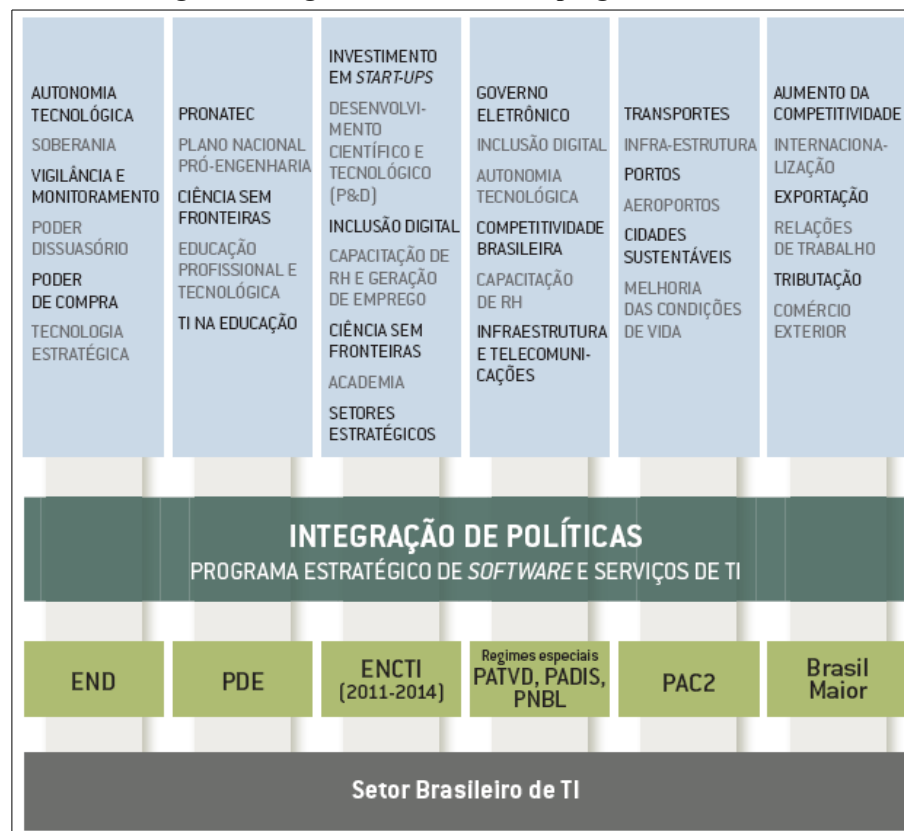 AUTONOMIA
TECNOLÓGICA
SOBERANIA
VIGILÂNCIA E
MONITORAMENTO
PODER
DISSUASÓRIO
PODER
DE COMPRA
TECNOLOGIA
ESTRATÉGICA
PRONATEC
PLANO NACIONAL
PRÓ-ENGENHARIA
CIÊNCIA SEM
FRONTEIRAS
EDUCAÇÃO
PROFISSIONAL E
TECNOLÓGICA
TI NA EDUCAÇÃO
INVESTIMENTO
EM START-UPS
DESENVOLVI-
MENTO
CIENTÍFICO E
TECNOLÓGICO
(P&D)
INCLUSÃO DIGITAL
CAPACITAÇÃO DE
RH E GERAÇÃO
DE EMPREGO
CIÊNCIA SEM
FRONTEIRAS
ACADEMIA
SETORES
ESTRATÉGICOS
GOVERNO
ELETRÔNICO
INCLUSÃO DIGITAL
AUTONOMIA
TECNOLÓGICA
COMPETITIVIDADE
BRASILEIRA
CAPACITAÇÃO
DE RH
INFRAESTRUTURA
E TELECOMUNI-
CAÇÕES
TRANSPORTES
INFRA-ESTRUTURA
PORTOS
AEROPORTOS
CIDADES
SUSTENTÁVEIS
MELHORIA
DAS CONDIÇÕES
DE VIDA
AUMENTO DA
COMPETITIVIDADE
INTERNACIONA-
LIZAÇÃO
EXPORTAÇÃO
RELAÇÕES
DE TRABALHO
TRIBUTAÇÃO
COMÉRCIO
EXTERIOR
INTEGRAÇÃO DE POLÍTICAS
PROGRAMA ESTRATÉGICO DE SOFTWARE E SERVIÇOS DE TI
END
PDE
ENCTI
(2011-2014)
Regimes especiais
PATVD, PADIS,
PNBL
PAC2
Brasil
Maior
Setor Brasileiro de TI